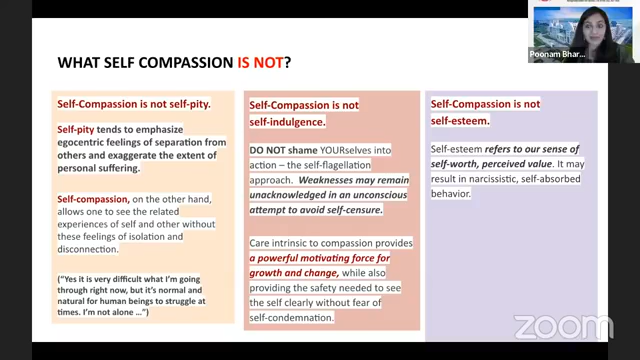 Poonam Bhar...
WHAT SELF COMPASSION IS NOT?
Self-Compassion is not self-pity.
Self-pity tends to emphasize
egocentric feelings of separation from
others and exaggerate the extent of
personal suffering.
Self-compassion, on the other hand,
allows one to see the related
experiences of self and other without
these feelings of isolation and
disconnection.
("Yes it is very difficult what I'm going
through right now, but it's normal and
natural for human beings to struggle at
times. I'm not alone ...")
Self-Compassion is not
self-indulgence.
DO NOT shame YOURselves into
action – the self-flagellation
approach. Weaknesses may remain
unacknowledged in an unconscious
attempt to avoid self-censure.
Care intrinsic to compassion provides
a powerful motivating force for
growth and change, while also
providing the safety needed to see
the self clearly without fear of
self-condemnation.
Self-Compassion is not
self-esteem.
Self-esteem refers to our sense of
self-worth, perceived value. It may
result in narcissistic, self-absorbed
behavior.
zoom